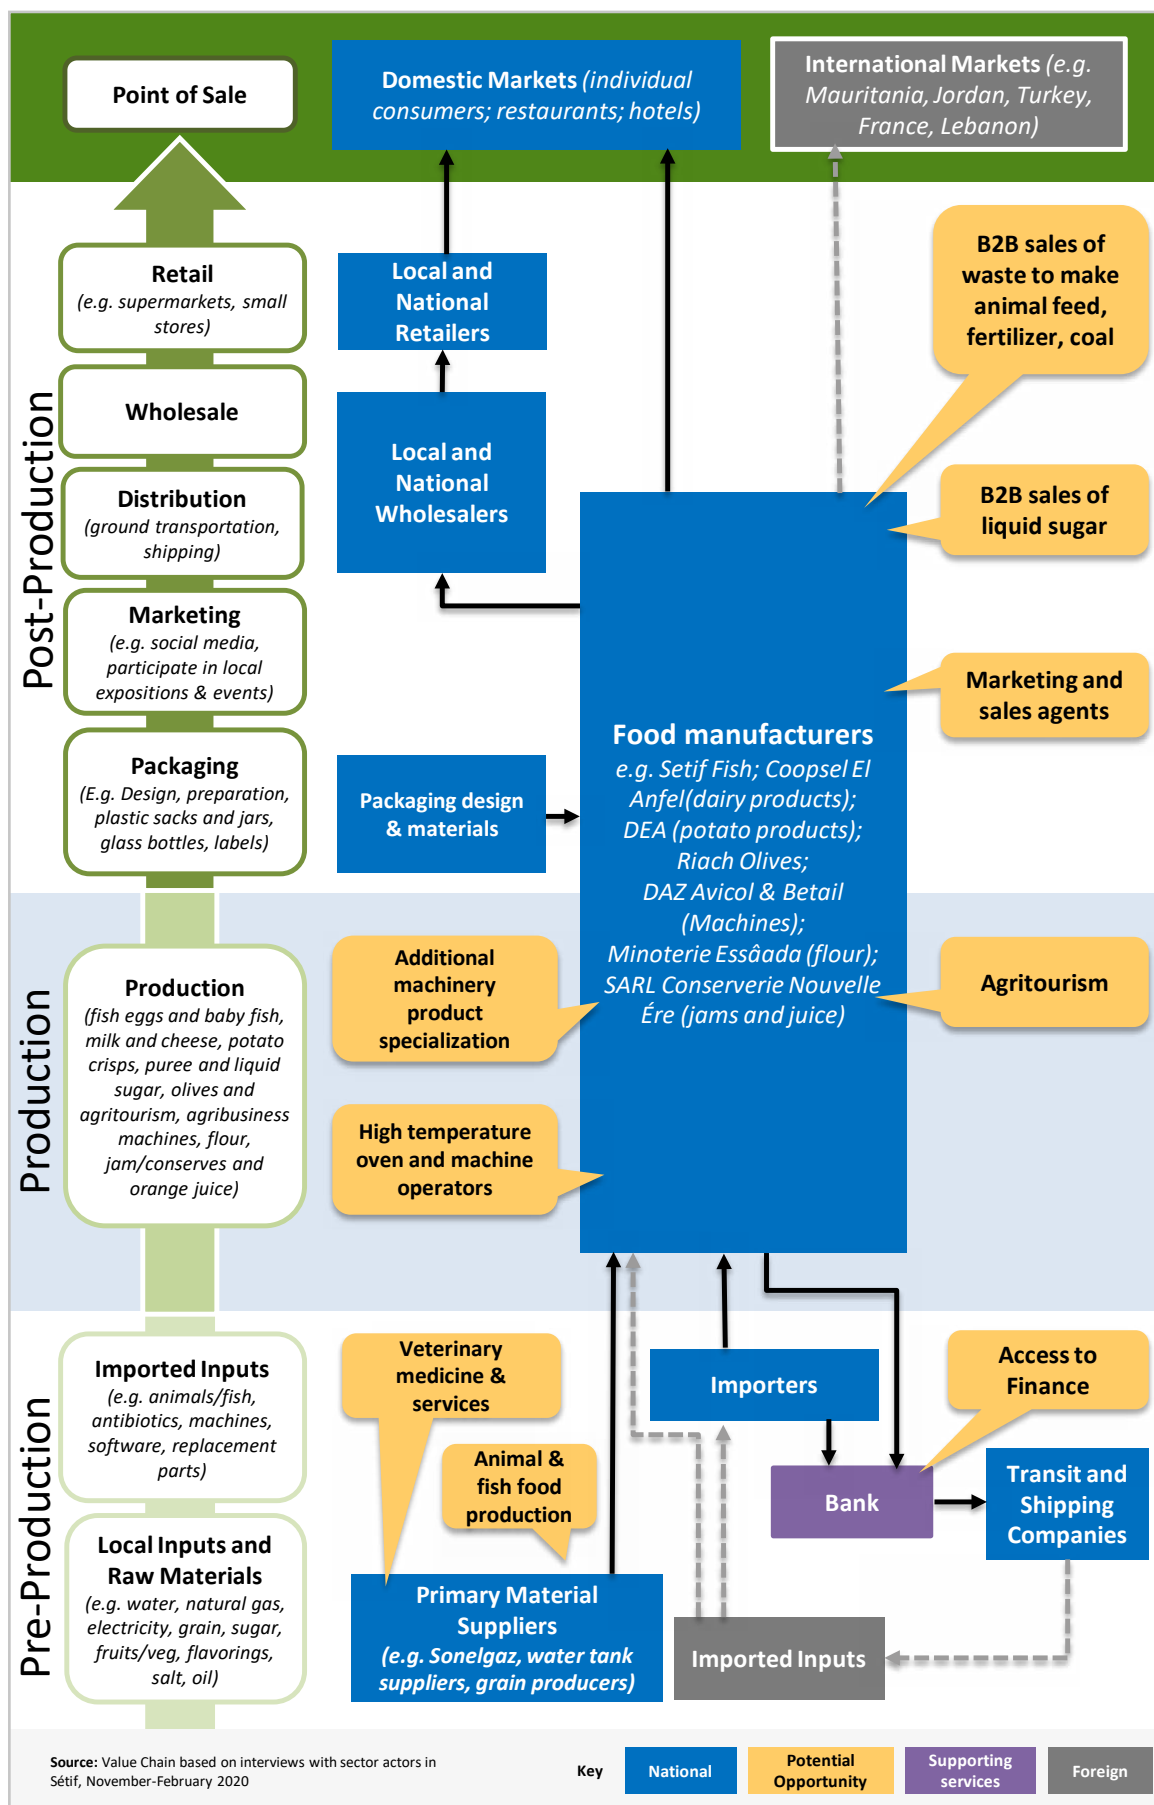 Point of Sale
Domestic Markets (individual
consumers; restaurants; hotels)
International Markets (e.g.
Mauritania, Jordan, Turkey,
France, Lebanon)
Post-Production
Retail
(e.g. supermarkets, small
stores)
Wholesale
Distribution
(ground transportation,
shipping)
Marketing
(e.g. social media,
participate in local
expositions & events)
Packaging
(E.g. Design, preparation,
plastic sacks and jars,
glass bottles, labels)
Local and
National
Retailers
Local and
National
Wholesalers
Packaging design
& materials
B2B sales of
waste to make
animal feed,
fertilizer, coal
B2B sales of
liquid sugar
Marketing and
sales agents
Food manufacturers
e.g. Setif Fish; Coopsel El
Anfel(dairy products);
DEA (potato products);
Riach Olives;
DAZ Avicol & Betail
(Machines);
Minoterie Essâada (flour);
SARL Conserverie Nouvelle
Ére (jams and juice)
Production
Production
(fish eggs and baby fish,
milk and cheese, potato
crisps, puree and liquid
sugar, olives and
agritourism, agribusiness
machines, flour,
jam/conserves and
orange juice)
Additional
machinery
product
specialization
Agritourism
High temperature
oven and machine
operators
Pre-Production
Imported Inputs
(e.g. animals/fish,
antibiotics, machines,
software, replacement
parts)
Local Inputs and
Raw Materials
(e.g. water, natural gas,
electricity, grain, sugar,
fruits/veg, flavorings,
salt, oil)
Veterinary
medicine &
services
Animal &
fish food
production
Importers
Access to
Finance
Bank
Transit and
Shipping
Companies
Primary Material
Suppliers
(e.g. Sonelgaz, water tank
suppliers, grain producers)
Imported Inputs
Source: Value Chain based on interviews with sector actors in
Sétif, November-February 2020
Key
National
Potential
Opportunity
Supporting
services
Foreign